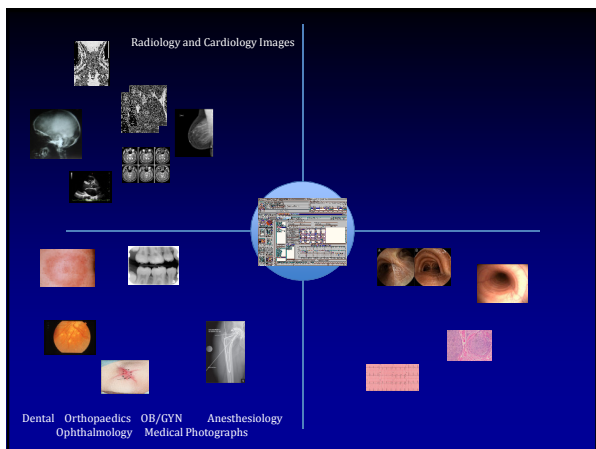 Radiology and Cardiology Images
Dental Orthopaedics OB/GYN Anesthesiology
Ophthalmology Medical Photographs